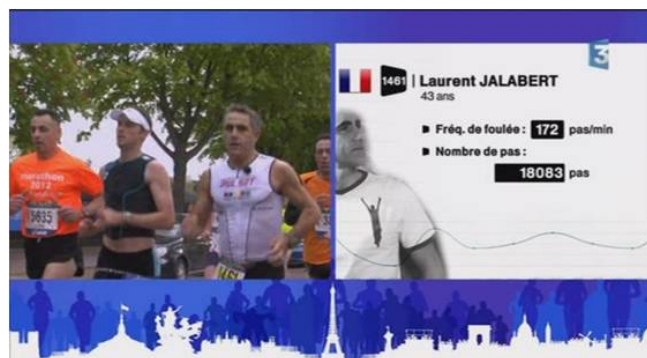 marathon
2012
5635
1461
3
1461 | Laurent JALABERT
43 ans
Fréq. de foulée : 172 pas/min
Nombre de pas :
18083 pas